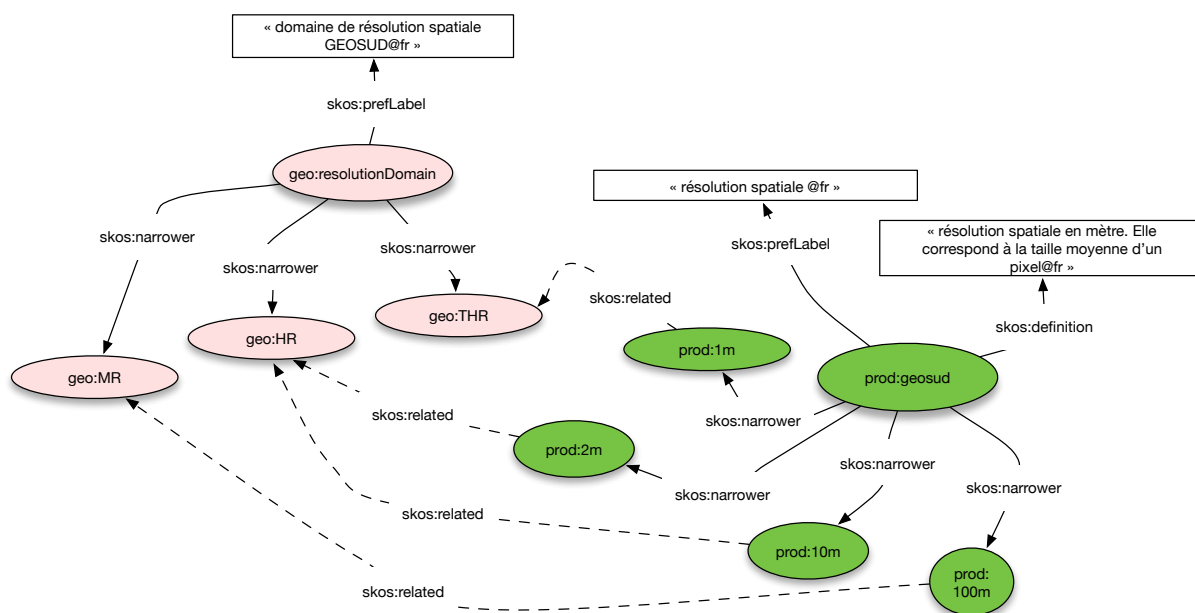 « domaine de résolution spatiale
GEOSUD@fr »
skos:prefLabel
geo:resolutionDomain
« résolution spatiale @fr »
skos:narrower
skos:prefLabel
« résolution spatiale en mètre. Elle
correspond à la taille moyenne d'un
pixel@fr »
skos:narrower
skos:narrower
skos:related
geo:THR
skos:definition
geo:HR
prod:1m
geo:MR
prod:geosud
skos:related
skos:narrower
prod:2m
skos:narrower
skos:narrower
skos:narrower
skos:related
prod:10m
prod:
100m
skos:related